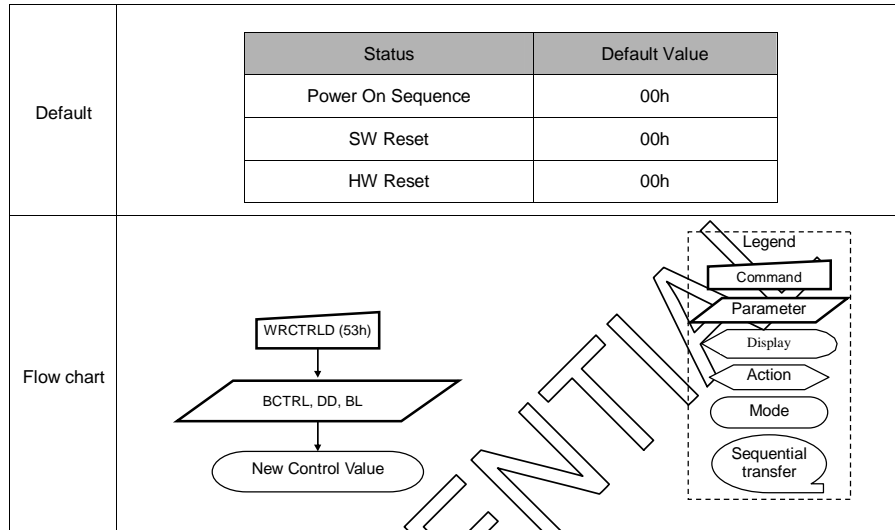 Default
Status Default Value
Power On Sequence 00h
SW Reset 00h
HW Reset 00h
Flow chart
WRCTRLD (53h)
BCTRL, DD, BL
New Control Value
Legend
Command
Parameter
Display
Action
Mode
Sequential
transfer
ENTIAL